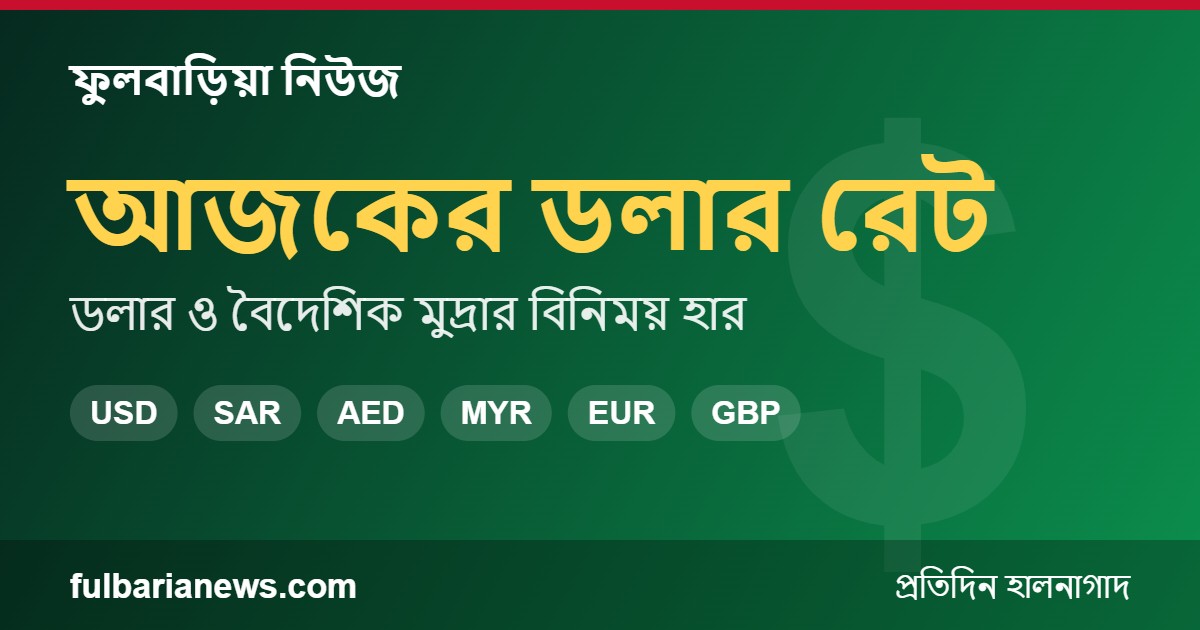 ফুলবাড়িয়া নিউজ
আজকের ডলার রেট
ডলার ও বৈদেশিক মুদ্রার বিনিময় হার
USD SAR AED MYR EUR GBP
$
fulbarianews.com প্রতিদিন হালনাগাদ